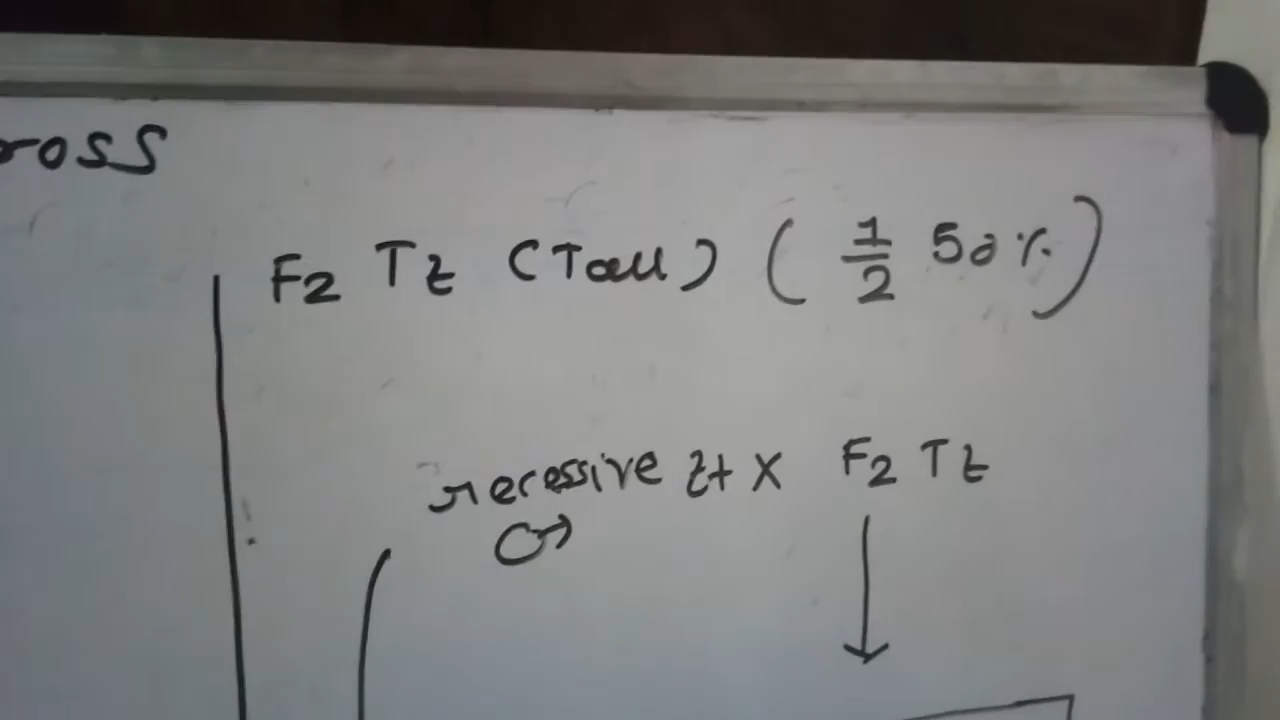 ross
F2 Tt (Tall) ( 1/2 50%)
recessive tt X F2 Tt